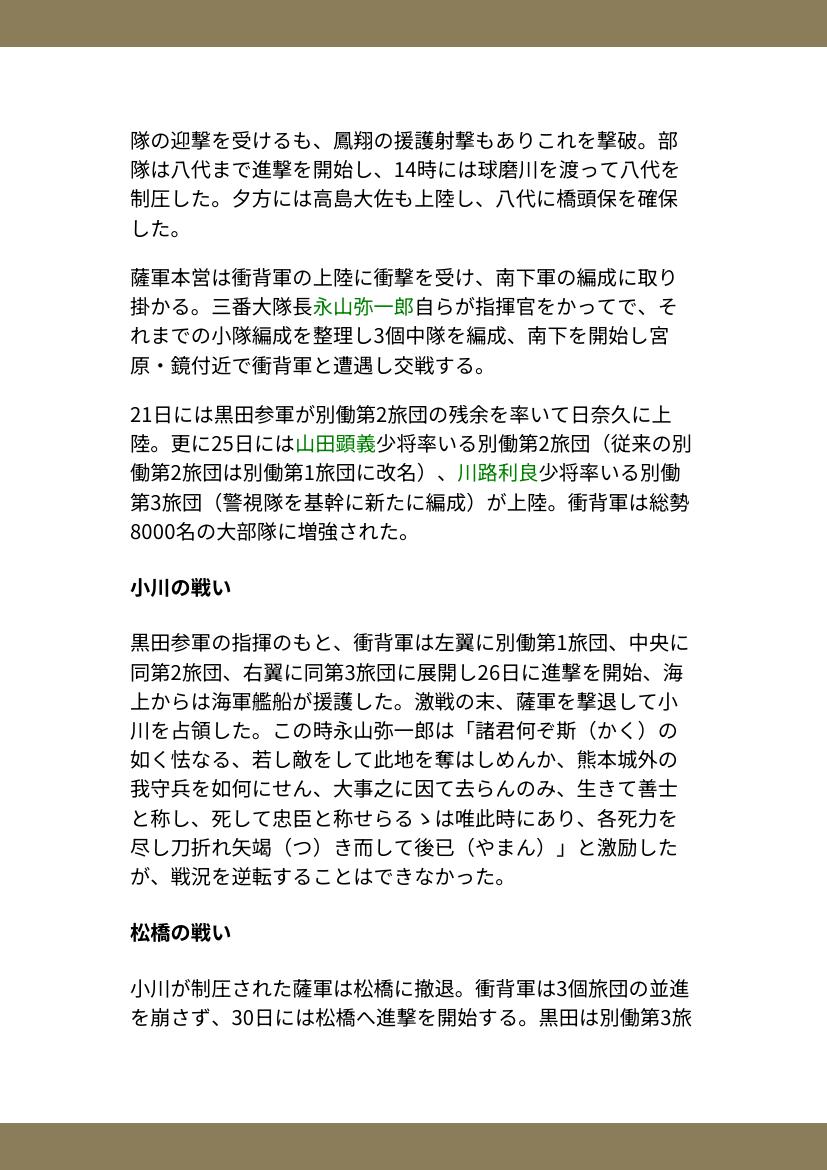 隊の迎撃を受けるも、鳳翔の援護射撃もありこれを撃破。部
隊は八代まで進撃を開始し、14時には球磨川を渡って八代を
制圧した。夕方には高島大佐も上陸し、八代に橋頭保を確保
した。
薩軍本営は衝背軍の上陸に衝撃を受け、南下軍の編成に取り
掛かる。三番大隊長永山弥一郎自らが指揮官をかってで、そ
れまでの小隊編成を整理し3個中隊を編成、南下を開始し宮
原・鏡付近で衝背軍と遭遇し交戦する。
21日には黒田参軍が別働第2旅団の残余を率いて日奈久に上
陸。更に25日には山田顕義少将率いる別働第2旅団（従来の別
働第2旅団は別働第1旅団に改名）、川路利良少将率いる別働
第3旅団（警視隊を基幹に新たに編成）が上陸。衝背軍は総勢
8000名の大部隊に増強された。
小川の戦い
黒田参軍の指揮のもと、衝背軍は左翼に別働第1旅団、中央に
同第2旅団、右翼に同第3旅団に展開し26日に進撃を開始、海
上からは海軍艦船が援護した。激戦の末、薩軍を撃退して小
川を占領した。この時永山弥一郎は「諸君何ぞ斯（かく）の
如く怯なる、若し敵をして此地を奪はしめんか、熊本城外の
我守兵を如何にせん、大事之に因て去らんのみ、生きて善士
と称し、死して忠臣と称せらるゝは唯此時にあり、各死力を
尽し刀折れ矢竭（つ）き而して後已（やまん）」と激励した
が、戦況を逆転することはできなかった。
松橋の戦い
小川が制圧された薩軍は松橋に撤退。衝背軍は3個旅団の並進
を崩さず、30日には松橋へ進撃を開始する。黒田は別働第3旅